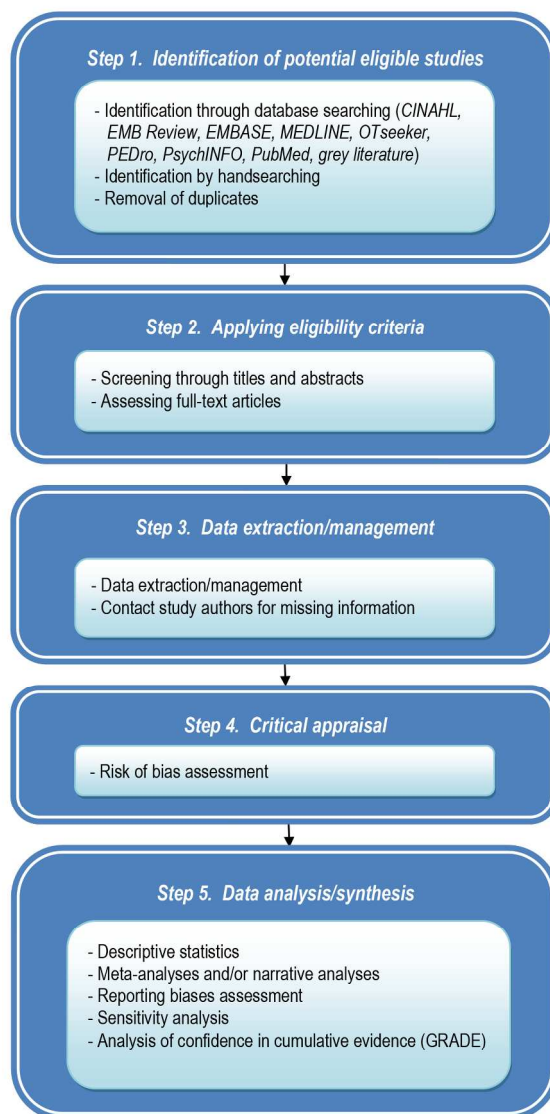 Step 1. Identification of potential eligible studies
- Identification through database searching (CINAHL,
EMB Review, EMBASE, MEDLINE, OTseeker,
PEDro, PsychINFO, PubMed, grey literature)
- Identification by handsearching
- Removal of duplicates
Step 2. Applying eligibility criteria
- Screening through titles and abstracts
- Assessing full-text articles
Step 3. Data extraction/management
- Data extraction/management
- Contact study authors for missing information
Step 4. Critical appraisal
- Risk of bias assessment
Step 5. Data analysis/synthesis
- Descriptive statistics
- Meta-analyses and/or narrative analyses
- Reporting biases assessment
- Sensitivity analysis
- Analysis of confidence in cumulative evidence (GRADE)